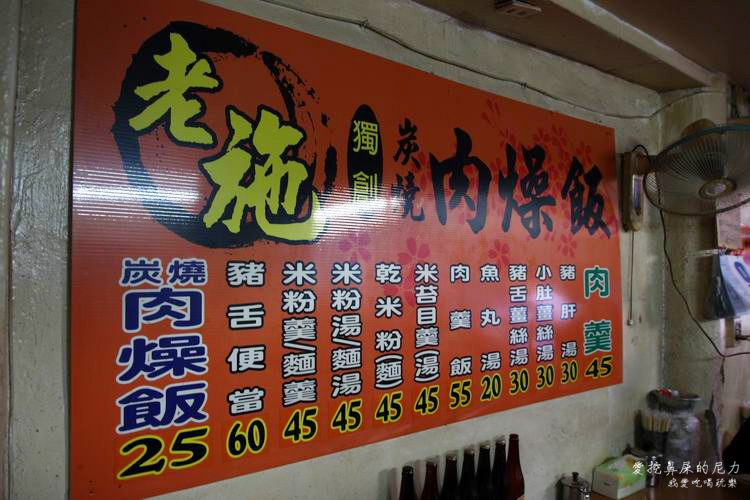 老施
獨創
炭燒
肉燥飯
炭燒
肉燥飯
25
豬舌便當
60
米粉羹/麵羹
45
米粉湯/麵湯
45
乾米粉(麵)
45
米苔目羹(湯)
45
肉羹飯
55
魚丸湯
20
豬舌薑絲湯
30
小肚薑絲湯
30
豬肝湯
30
肉羹
45
愛挖鼻屎的尼力
我愛吃喝玩樂